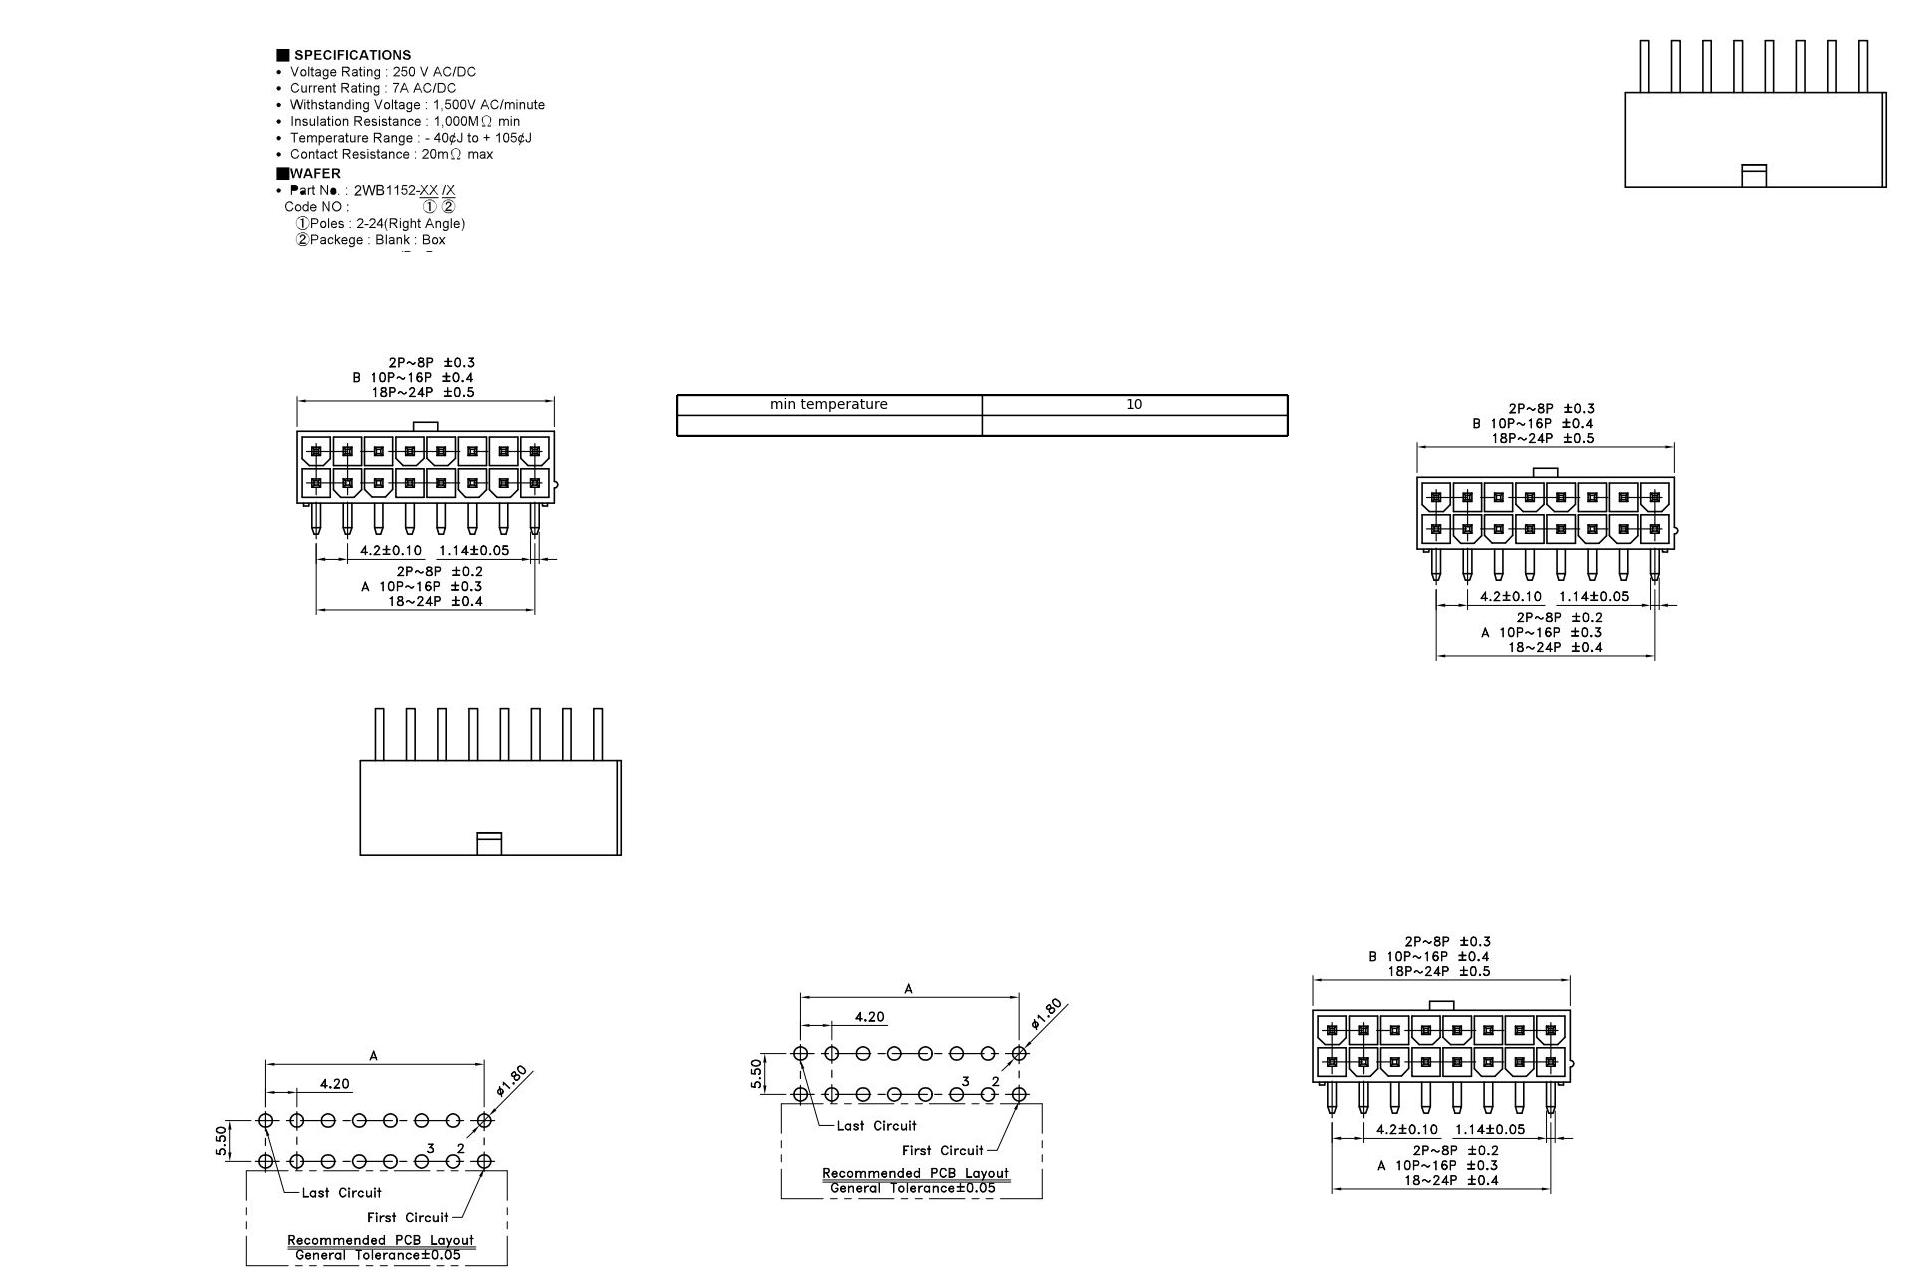 ■ SPECIFICATIONS
• Voltage Rating : 250 V AC/DC
• Current Rating : 7A AC/DC
• Withstanding Voltage : 1,500V AC/minute
• Insulation Resistance : 1,000MΩ min
• Temperature Range : - 40¢J to + 105¢J
• Contact Resistance : 20mΩ max
■WAFER
• Part No. : 2WB1152-XX /X
Code NO : ① ②
①Poles : 2-24(Right Angle)
②Packege : Blank : Box
2P~8P ±0.3
B 10P~16P ±0.4
18P~24P ±0.5
4.2±0.10 1.14±0.05
2P~8P ±0.2
A 10P~16P ±0.3
18~24P ±0.4
min temperature 10
2P~8P ±0.3
B 10P~16P ±0.4
18P~24P ±0.5
4.2±0.10 1.14±0.05
2P~8P ±0.2
A 10P~16P ±0.3
18~24P ±0.4
A
4.20
ø1.80
5.50
3 2
Last Circuit
First Circuit
Recommended PCB Layout
General Tolerance±0.05
A
4.20
ø1.80
5.50
3 2
Last Circuit
First Circuit
Recommended PCB Layout
General Tolerance±0.05
2P~8P ±0.3
B 10P~16P ±0.4
18P~24P ±0.5
4.2±0.10 1.14±0.05
2P~8P ±0.2
A 10P~16P ±0.3
18~24P ±0.4